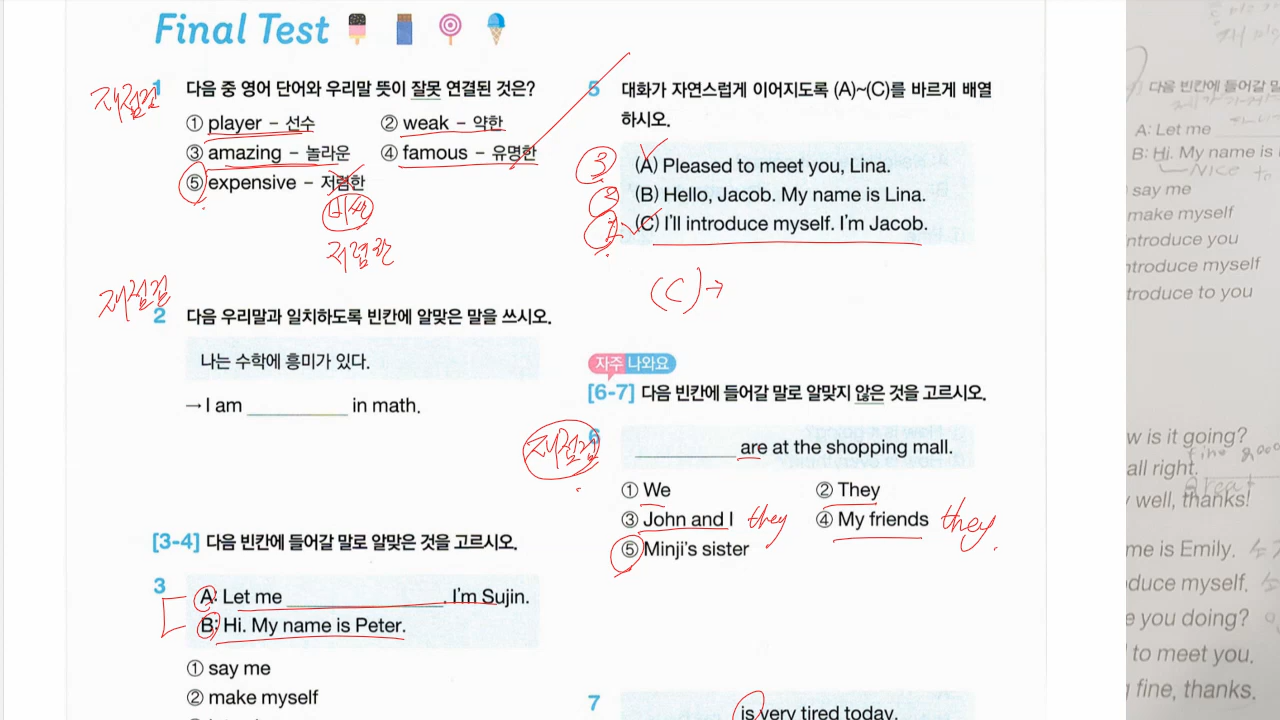 Final Test
재점검
1 다음 중 영어 단어와 우리말 뜻이 잘못 연결된 것은?
① player – 선수
② weak – 약한
③ amazing – 놀라운
④ famous – 유명한
⑤ expensive – 저렴한
비싼
저렴한
재점검
2 다음 우리말과 일치하도록 빈칸에 알맞은 말을 쓰시오.
나는 수학에 흥미가 있다.
→ I am __________ in math.
[3-4] 다음 빈칸에 들어갈 말로 알맞은 것을 고르시오.
3
A: Let me ______________. I'm Sujin.
B: Hi. My name is Peter.
① say me
② make myself
5 대화가 자연스럽게 이어지도록 (A)~(C)를 바르게 배열
하시오.
3 (A) Pleased to meet you, Lina.
2 (B) Hello, Jacob. My name is Lina.
1 (C) I'll introduce myself. I'm Jacob.
(C) →
자주 나와요
[6-7] 다음 빈칸에 들어갈 말로 알맞지 않은 것을 고르시오.
재점검
6
__________ are at the shopping mall.
① We
② They
③ John and I they
④ My friends they.
⑤ Minji's sister
7
is very tired today.
다음 빈칸에 들어갈 말
A: Let me
B: Hi. My name is
Nice to
say me
make myself
ntroduce you
ntroduce myself
troduce to you
w is it going?
fine good
all right.
Great
well, thanks!
me is Emily.
duce myself.
e you doing?
to meet you.
fine, thanks.